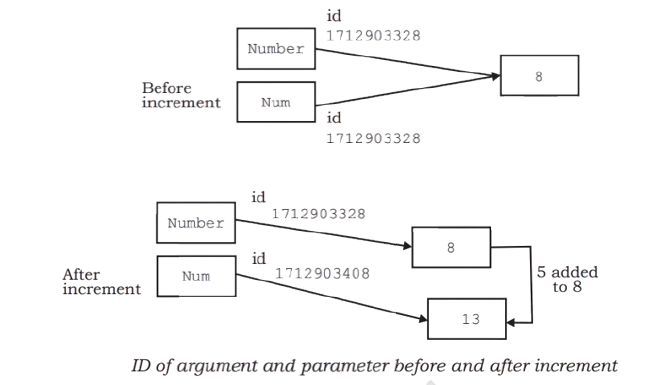 id
1712903328
Number
8
Before
increment
Num
id
1712903328
id
1712903328
Number
8
id
1712903408
After
increment
Num
5 added
to 8
13
ID of argument and parameter before and after increment